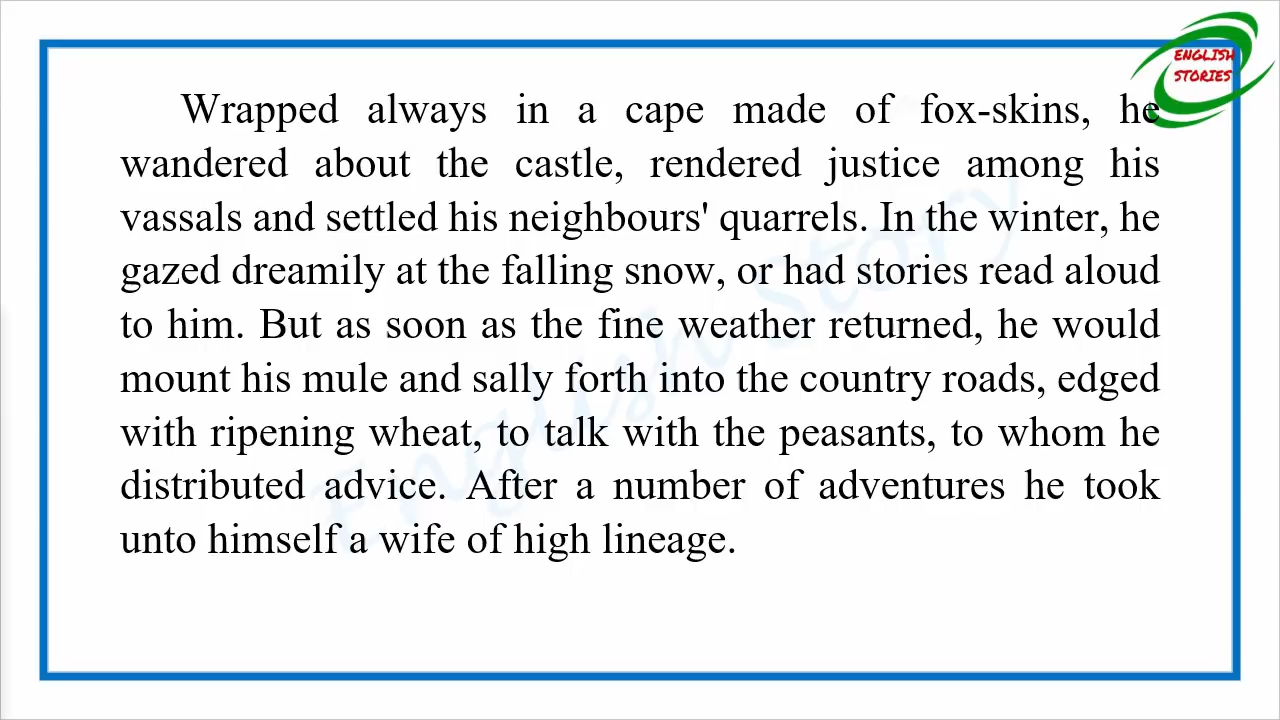 ENGLISH
STORIES
Wrapped always in a cape made of fox-skins, he
wandered about the castle, rendered justice among his
vassals and settled his neighbours' quarrels. In the winter, he
gazed dreamily at the falling snow, or had stories read aloud
to him. But as soon as the fine weather returned, he would
mount his mule and sally forth into the country roads, edged
with ripening wheat, to talk with the peasants, to whom he
distributed advice. After a number of adventures he took
unto himself a wife of high lineage.
English Story